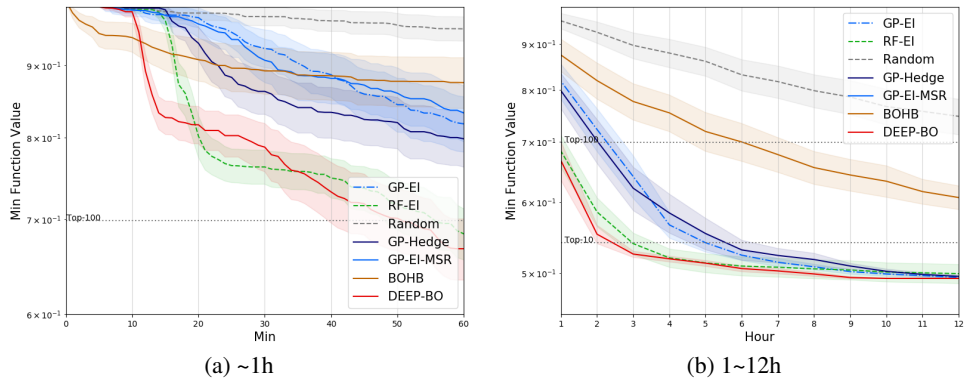 Min Function Value
9 × 10⁻¹
8 × 10⁻¹
7 × 10⁻¹
6 × 10⁻¹
Top-100
GP-EI
RF-EI
Random
GP-Hedge
GP-EI-MSR
BOHB
DEEP-BO
0 10 20 30 40 50 60
Min
(a) ~1h
Min Function Value
9 × 10⁻¹
8 × 10⁻¹
7 × 10⁻¹
6 × 10⁻¹
5 × 10⁻¹
Top-100
Top-10
GP-EI
RF-EI
Random
GP-Hedge
GP-EI-MSR
BOHB
DEEP-BO
1 2 3 4 5 6 7 8 9 10 11 12
Hour
(b) 1~12h